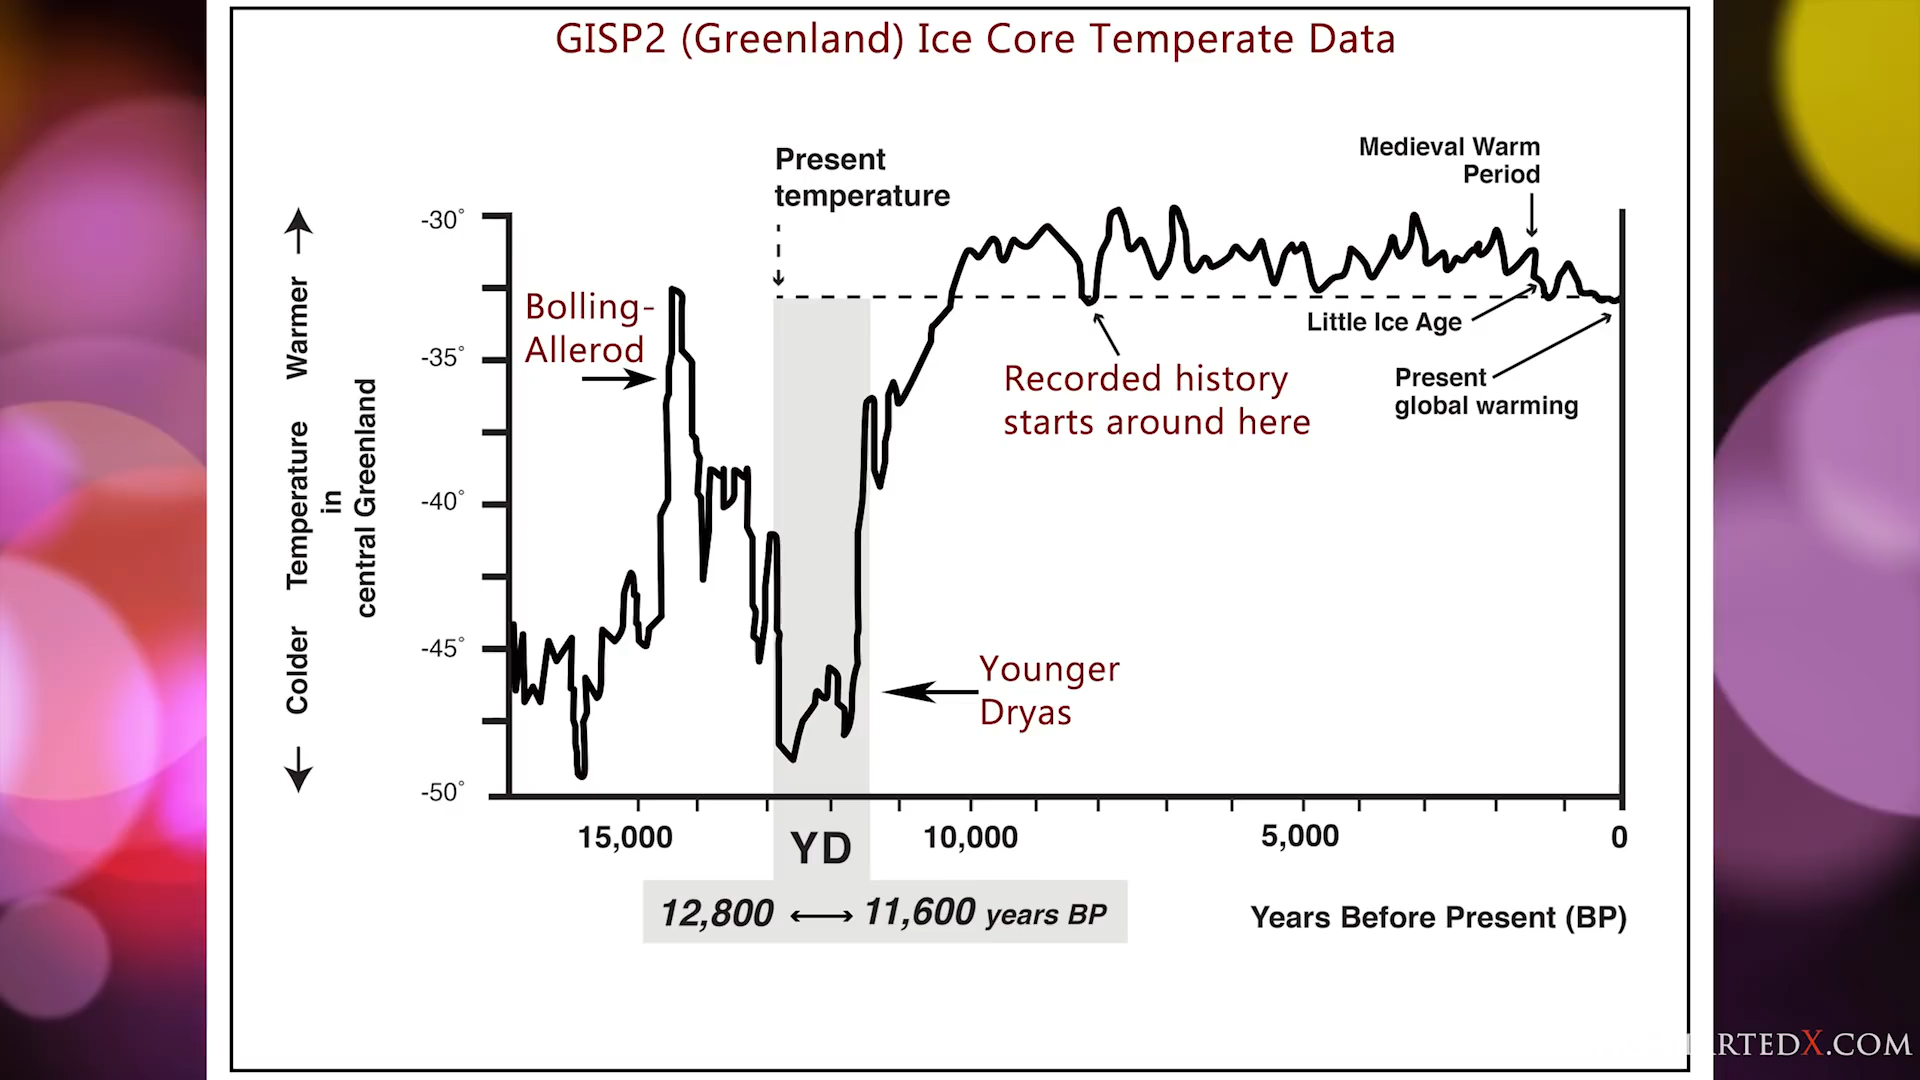 GISP2 (Greenland) Ice Core Temperate Data
Medieval Warm
Period
Present
temperature
-30°
Bolling-
Allerod
-35°
Little Ice Age
Recorded history
starts around here
Present
global warming
Colder Temperature Warmer
in
central Greenland
-40°
-45°
Younger
Dryas
-50°
15,000 YD 10,000 5,000 0
12,800 ⟷ 11,600 years BP
Years Before Present (BP)
ARTEDX.COM